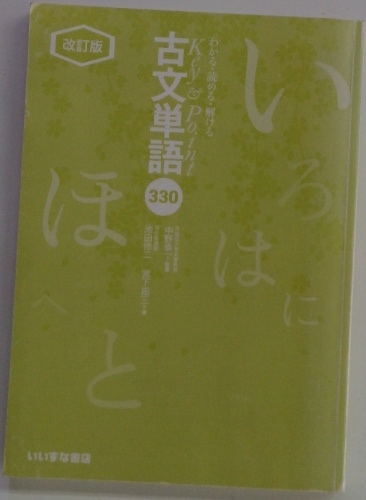 改訂版
わかる・読める・解ける
Key & Point
古文単語
330
いろはに
ほへと
いいずな書店